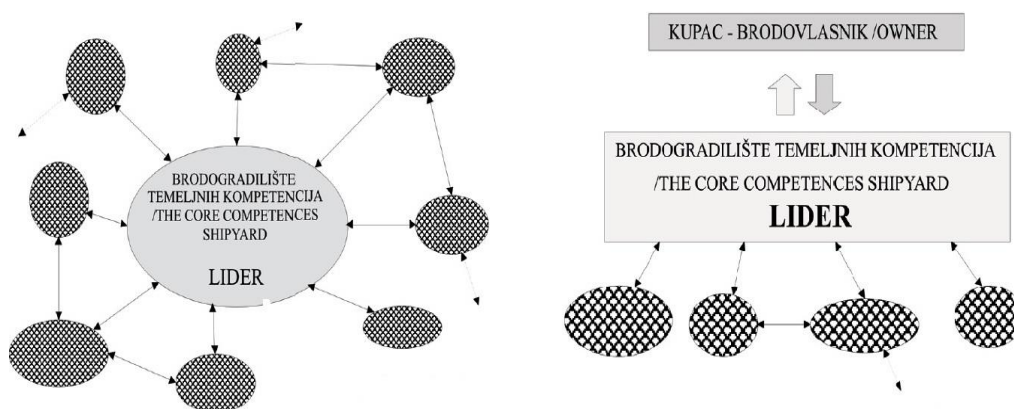 BRODOGRADILIŠTE
TEMELJNIH KOMPETENCIJA
/THE CORE COMPETENCES
SHIPYARD
LIDER
KUPAC - BRODOVLASNIK /OWNER
BRODOGRADILIŠTE TEMELJNIH KOMPETENCIJA
/THE CORE COMPETENCES SHIPYARD
LIDER